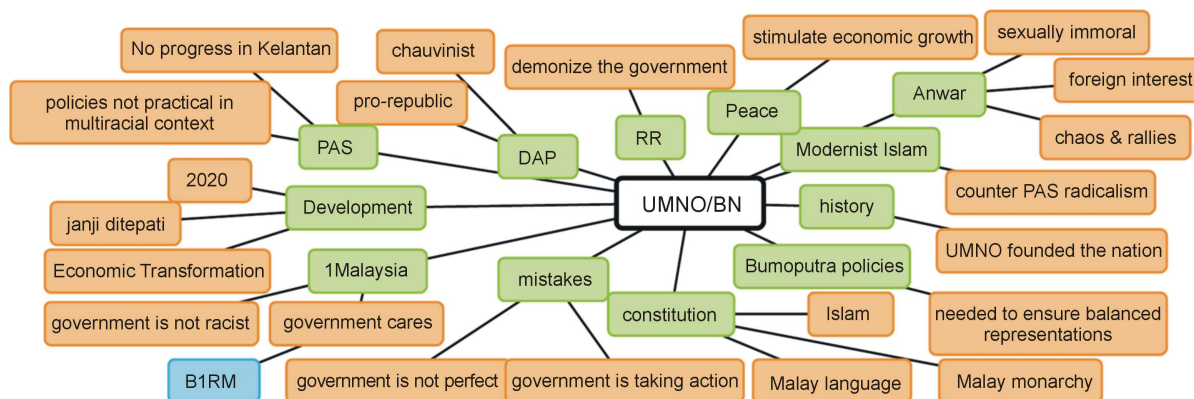 No progress in Kelantan
chauvinist
stimulate economic growth
sexually immoral
demonize the government
foreign interest
policies not practical in
multiracial context
pro-republic
Peace
Anwar
PAS
DAP
RR
Modernist Islam
chaos & rallies
2020
counter PAS radicalism
Development
UMNO/BN
history
janji ditepati
UMNO founded the nation
Economic Transformation
1Malaysia
mistakes
Bumoputra policies
government is not racist
government cares
constitution
Islam
needed to ensure balanced
representations
B1RM
government is not perfect
government is taking action
Malay language
Malay monarchy